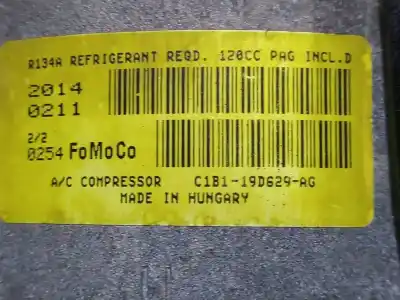 R134A REFRIGERANT REQD. 120CC PAG INCL.D
2014
0211
2/2
0254 FoMoCo
A/C COMPRESSOR C1B1-19D629-AG
MADE IN HUNGARY